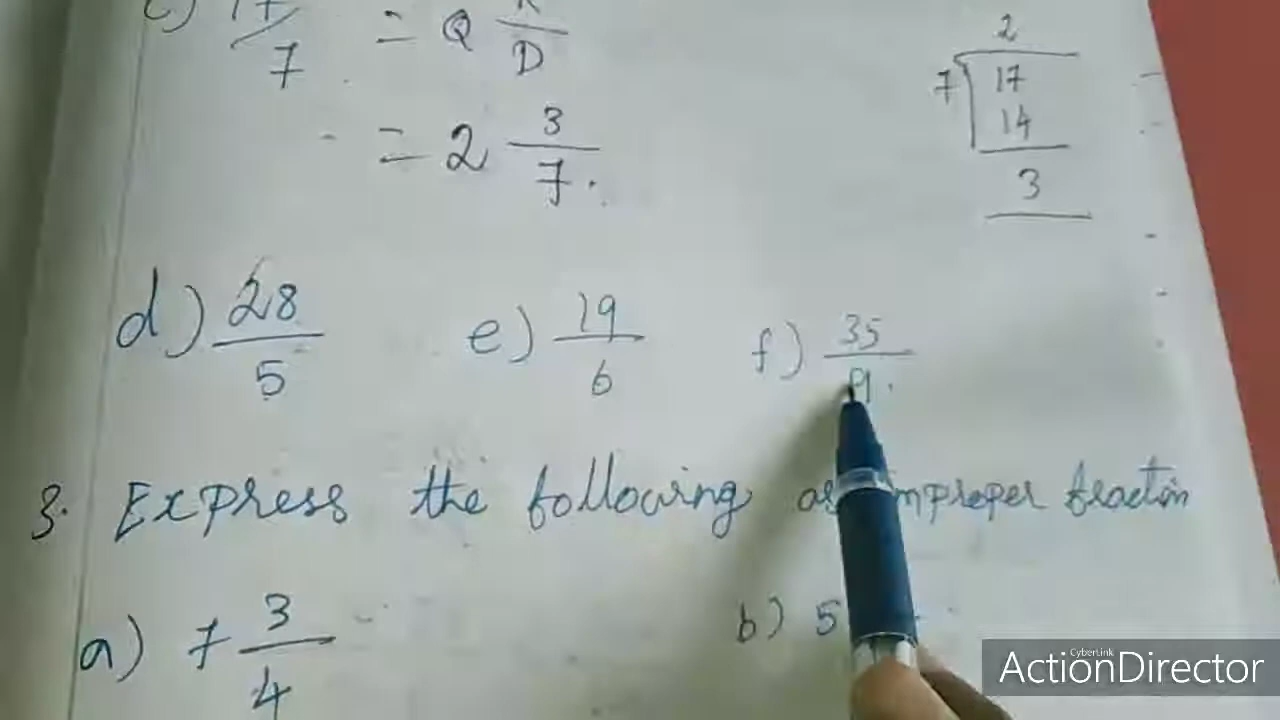 c) 17/7 = Q R/D
= 2 3/7.
2
7 17
14
3
d) 28/5 e) 19/6 f) 35/9.
3. Express the following as improper fraction
a) 7 3/4 b) 5
CyberLink
ActionDirector